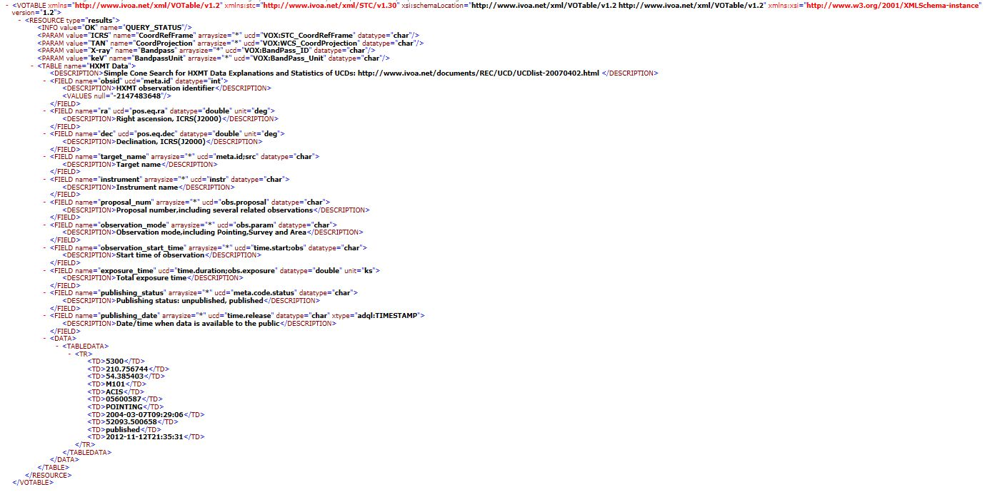 - <VOTABLE xmlns="http://www.ivoa.net/xml/VOTable/v1.2" xmlns:stc="http://www.ivoa.net/xml/STC/v1.30" xsi:schemaLocation="http://www.ivoa.net/xml/VOTable/v1.2 http://www.ivoa.net/xml/VOTable/v1.2" xmlns:xsi="http://www.w3.org/2001/XMLSchema-instance"
version="1.2">
- <RESOURCE type="results">
<INFO value="OK" name="QUERY_STATUS"/>
<PARAM value="ICRS" name="CoordRefFrame" arraysize="*" ucd="VOX:STC_CoordRefFrame" datatype="char"/>
<PARAM value="TAN" name="CoordProjection" arraysize="*" ucd="VOX:WCS_CoordProjection" datatype="char"/>
<PARAM value="X-ray" name="Bandpass" arraysize="*" ucd="VOX:BandPass_ID" datatype="char"/>
<PARAM value="keV" name="BandpassUnit" arraysize="*" ucd="VOX:BandPass_Unit" datatype="char"/>
- <TABLE name="HXMT Data">
<DESCRIPTION>Simple Cone Search for HXMT Data Explanations and Statistics of UCDs: http://www.ivoa.net/documents/REC/UCD/UCDlist-20070402.html </DESCRIPTION>
- <FIELD name="obsid" ucd="meta.id" datatype="int">
<DESCRIPTION>HXMT observation identifier</DESCRIPTION>
<VALUES null="-2147483648"/>
</FIELD>
- <FIELD name="ra" ucd="pos.eq.ra" datatype="double" unit="deg">
<DESCRIPTION>Right ascension, ICRS(J2000)</DESCRIPTION>
</FIELD>
- <FIELD name="dec" ucd="pos.eq.dec" datatype="double" unit="deg">
<DESCRIPTION>Declination, ICRS(J2000)</DESCRIPTION>
</FIELD>
- <FIELD name="target_name" arraysize="*" ucd="meta.id;src" datatype="char">
<DESCRIPTION>Target name</DESCRIPTION>
</FIELD>
- <FIELD name="instrument" arraysize="*" ucd="instr" datatype="char">
<DESCRIPTION>Instrument name</DESCRIPTION>
</FIELD>
- <FIELD name="proposal_num" arraysize="*" ucd="obs.proposal" datatype="char">
<DESCRIPTION>Proposal number,including several related observations</DESCRIPTION>
</FIELD>
- <FIELD name="observation_mode" arraysize="*" ucd="obs.param" datatype="char">
<DESCRIPTION>Observation mode,including Pointing,Survey and Area</DESCRIPTION>
</FIELD>
- <FIELD name="observation_start_time" arraysize="*" ucd="time.start;obs" datatype="char">
<DESCRIPTION>Start time of observation</DESCRIPTION>
</FIELD>
- <FIELD name="exposure_time" ucd="time.duration;obs.exposure" datatype="double" unit="ks">
<DESCRIPTION>Total exposure time</DESCRIPTION>
</FIELD>
- <FIELD name="publishing_status" arraysize="*" ucd="meta.code.status" datatype="char">
<DESCRIPTION>Publishing status: unpublished, published</DESCRIPTION>
</FIELD>
- <FIELD name="publishing_date" arraysize="*" ucd="time.release" datatype="char" xtype="adql:TIMESTAMP">
<DESCRIPTION>Date/time when data is available to the public</DESCRIPTION>
</FIELD>
- <DATA>
- <TABLEDATA>
- <TR>
<TD>5300</TD>
<TD>210.756744</TD>
<TD>54.385403</TD>
<TD>M101</TD>
<TD>ACIS</TD>
<TD>05600587</TD>
<TD>POINTING</TD>
<TD>2004-03-07T09:29:06</TD>
<TD>52093.500658</TD>
<TD>published</TD>
<TD>2012-11-12T21:35:31</TD>
</TR>
</TABLEDATA>
</DATA>
</TABLE>
</RESOURCE>
</VOTABLE>